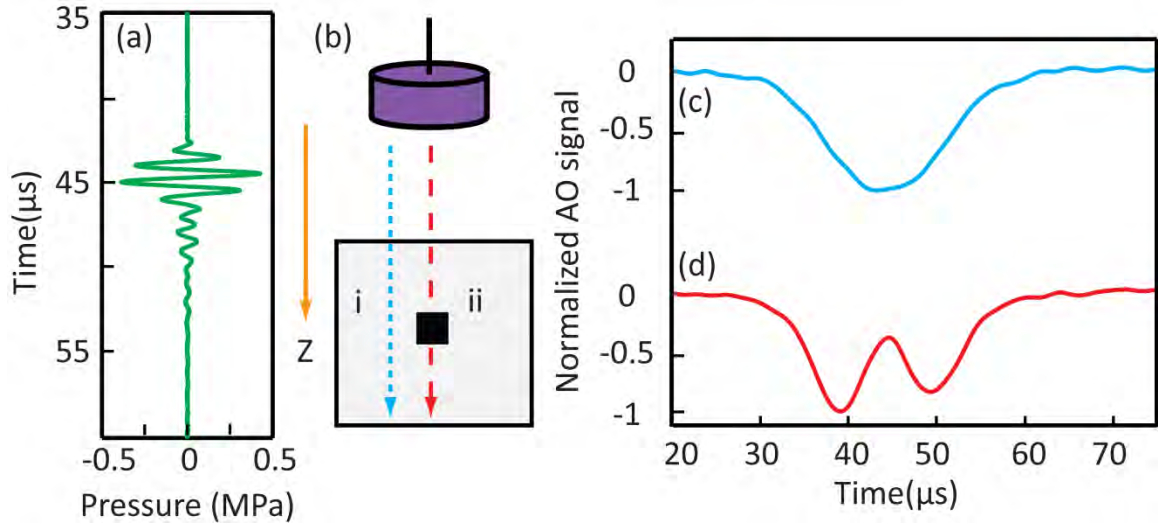 (a)
35
45
55
Time(μs)
-0.5
0
0.5
Pressure (MPa)
(b)
i
ii
Z
Normalized AO signal
0
-0.5
-1
(c)
(d)
0
-0.5
-1
20
30
40
50
60
70
Time(μs)